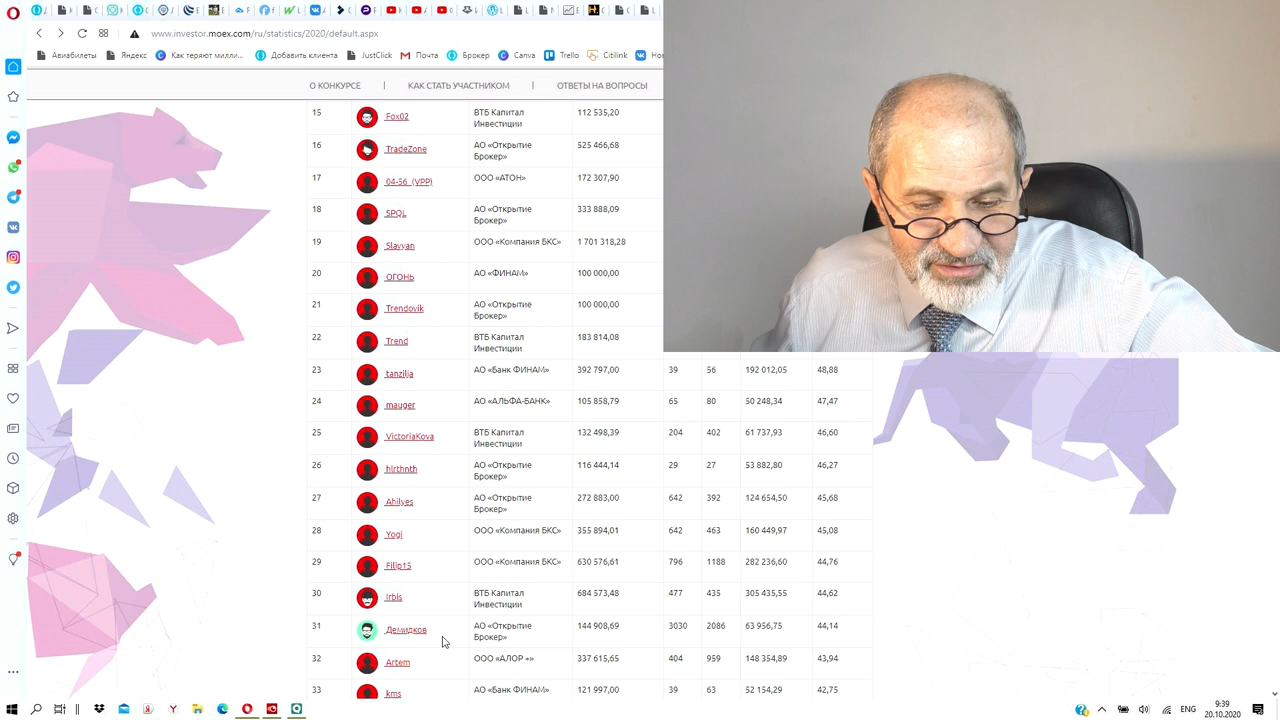 www.investor.moex.com/ru/statistics/2020/default.aspx
Авиабилеты Яндекс Как теряют милли... Добавить клиента JustClick Почта Брокер Canva Trello Citilink
О КОНКУРСЕ | КАК СТАТЬ УЧАСТНИКОМ | ОТВЕТЫ НА ВОПРОСЫ
15 Fox02 ВТБ Капитал 112 535,20
Инвестиции
16 TradeZone АО «Открытие 525 466,68
Брокер»
17 04-56_(VPP) ООО «АТОН» 172 307,90
18 SPQL АО «Открытие 333 888,09
Брокер»
19 Slavyan ООО «Компания БКС» 1 701 318,28
20 ОГОНЬ АО «ФИНАМ» 100 000,00
21 Trendovik АО «Открытие 100 000,00
Брокер»
22 Trend ВТБ Капитал 183 814,08
Инвестиции
23 tanzilja АО «Банк ФИНАМ» 392 797,00 39 56 192 012,05 48,88
24 mauger АО «АЛЬФА-БАНК» 105 858,79 65 80 50 248,34 47,47
25 VictoriaKova ВТБ Капитал 132 498,39 204 402 61 737,93 46,60
Инвестиции
26 hlrthnth АО «Открытие 116 444,14 29 27 53 882,80 46,27
Брокер»
27 Ahilyes АО «Открытие 272 883,00 642 392 124 654,50 45,68
Брокер»
28 Yogi ООО «Компания БКС» 355 894,01 642 463 160 449,97 45,08
29 Filip15 ООО «Компания БКС» 630 576,61 796 1188 282 236,60 44,76
30 Irbis ВТБ Капитал 684 573,48 477 435 305 435,55 44,62
Инвестиции
31 Демидков АО «Открытие 144 908,69 3030 2086 63 956,75 44,14
Брокер»
32 Artem ООО «АЛОР +» 337 615,65 404 959 148 354,89 43,94
33 kms АО «Банк ФИНАМ» 121 997,00 39 63 52 154,29 42,75
ENG 9:39
20.10.2020